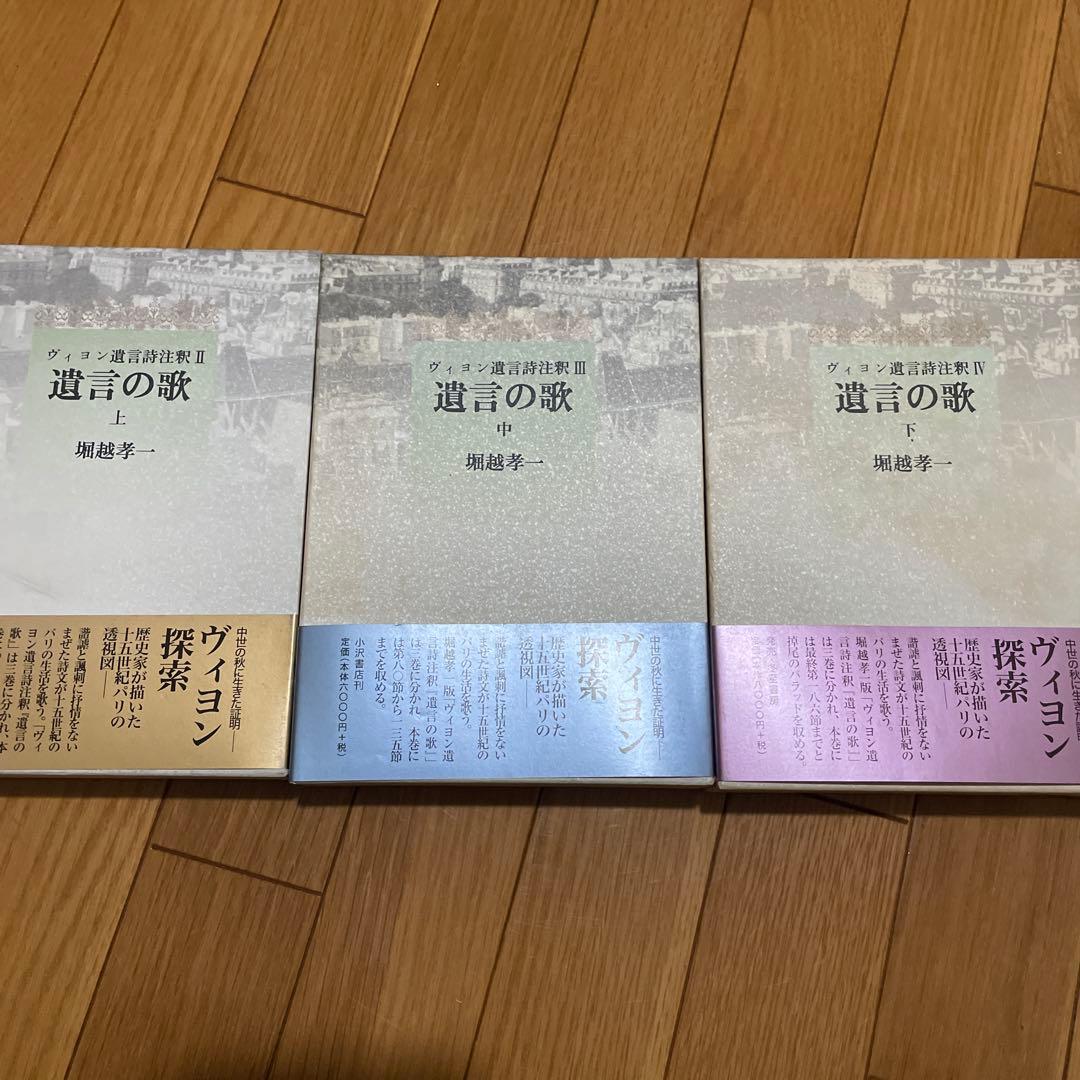 ヴィヨン遺言詩注釈 II
遺言の歌
上
堀越孝一
中世の秋に生きた証明――
ヴィヨン
探索
歴史家が描いた
十五世紀パリの
透視図――
諧謔と諷刺に抒情をない
まぜた詩文が十五世紀の
パリの生活を歌う。『ヴィ
ヨン遺言詩注釈『遺言の
歌』は三巻に分かれ、本
ヴィヨン遺言詩注釈 III
遺言の歌
中
堀越孝一
中世の秋に生きた証明――
ヴィヨン
探索
歴史家が描いた
十五世紀パリの
透視図――
諧謔と諷刺に抒情をない
まぜた詩文が十五世紀の
パリの生活を歌う。
堀越孝一版『ヴィヨン遺
言詩注釈『遺言の歌』
は三巻に分かれ、本巻に
は第八〇節から一三五節
までを収める。
小沢書店刊
定価(本体六〇〇〇円+税)
ヴィヨン遺言詩注釈 IV
遺言の歌
下
堀越孝一
中世の秋に生きた証明
ヴィヨン
探索
歴史家が描いた
十五世紀パリの
透視図――
諧謔と諷刺に抒情をない
まぜた詩文が十五世紀の
パリの生活を歌う。
堀越孝一版『ヴィヨン遺
言詩注釈『遺言の歌』
は三巻に分かれ、本巻に
は最終第一八六節までと
掉尾のバラッドを収める。